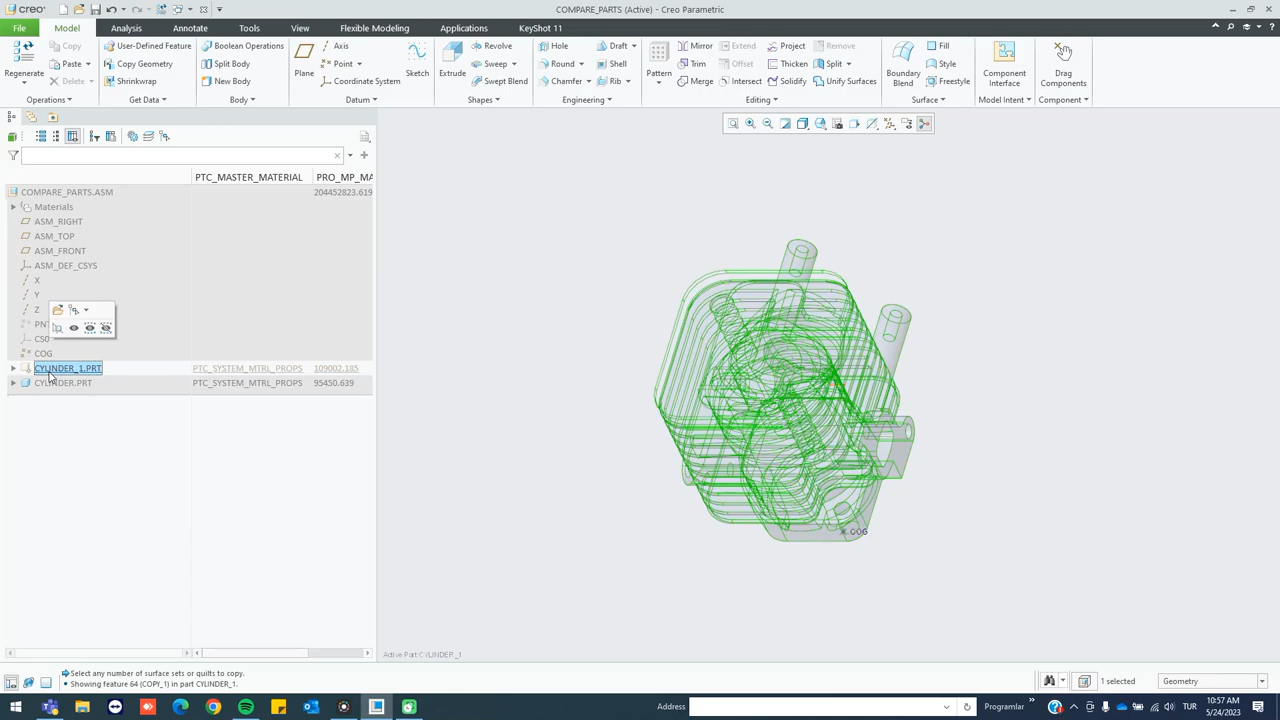 creo
COMPARE_PARTS (Active) - Creo Parametric
File Model Analysis Annotate Tools View Flexible Modeling Applications KeyShot 11
Regenerate
Copy
Paste
Delete
User-Defined Feature
Copy Geometry
Shrinkwrap
Boolean Operations
Split Body
New Body
Plane
Axis
Point
Coordinate System
Sketch
Extrude
Revolve
Sweep
Swept Blend
Hole
Round
Chamfer
Draft
Shell
Rib
Pattern
Mirror
Trim
Merge
Extend
Offset
Intersect
Project
Thicken
Solidify
Remove
Split
Unify Surfaces
Boundary
Blend
Fill
Style
Freestyle
Component
Interface
Drag
Components
Operations Get Data Body Datum Shapes Engineering Editing Surface Model Intent Component
PTC_MASTER_MATERIAL PRO_MP_MA
COMPARE_PARTS.ASM 204452823.619
Materials
ASM_RIGHT
ASM_TOP
ASM_FRONT
ASM_DEF_CSYS
X
Y
Z
PNT
CS0
COG
CYLINDER_1.PRT PTC_SYSTEM_MTRL_PROPS 109002.185
CYLINDER.PRT PTC_SYSTEM_MTRL_PROPS 95450.639
COG
Active Part:CYLINDER_1
Select any number of surface sets or quilts to copy.
Showing feature 64 (COPY_1) in part CYLINDER_1.
1 selected
Geometry
Address
Programlar
TUR
10:57 AM
5/24/2023